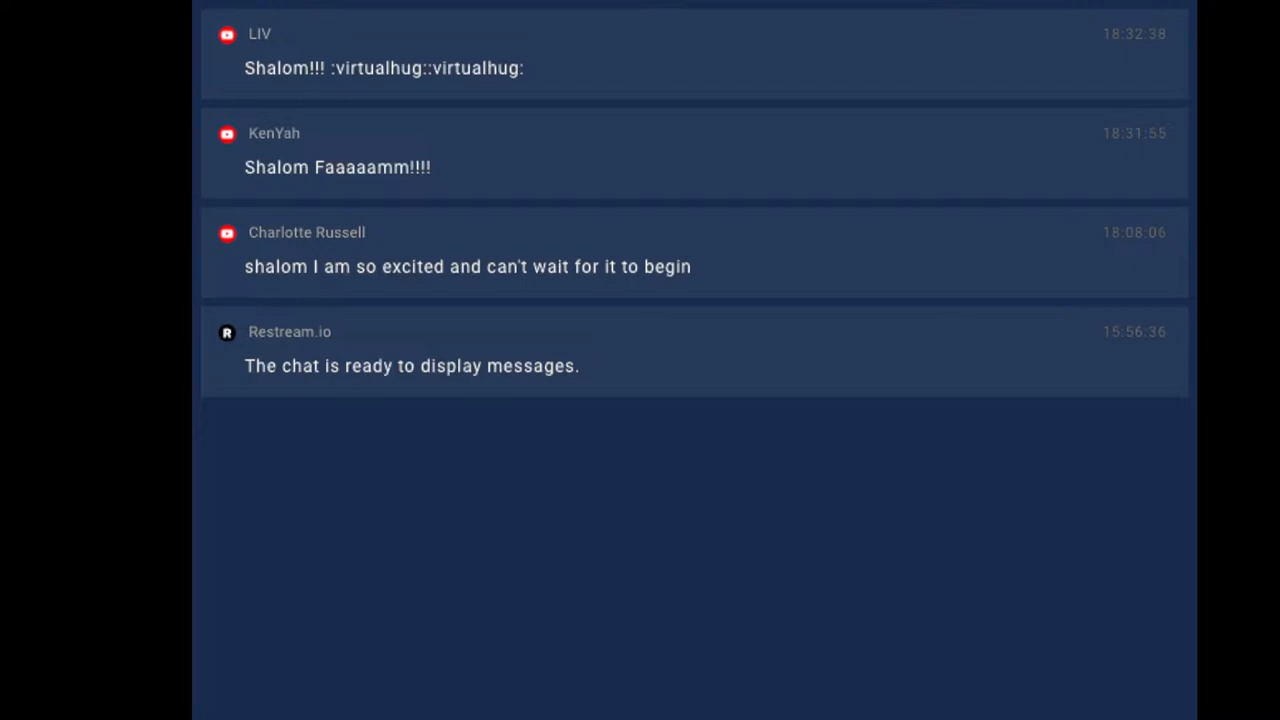 LIV 18:32:38
Shalom!!! :virtualhug::virtualhug:
KenYah 18:31:55
Shalom Faaaaamm!!!!
Charlotte Russell 18:08:06
shalom I am so excited and can't wait for it to begin
R Restream.io 15:56:36
The chat is ready to display messages.